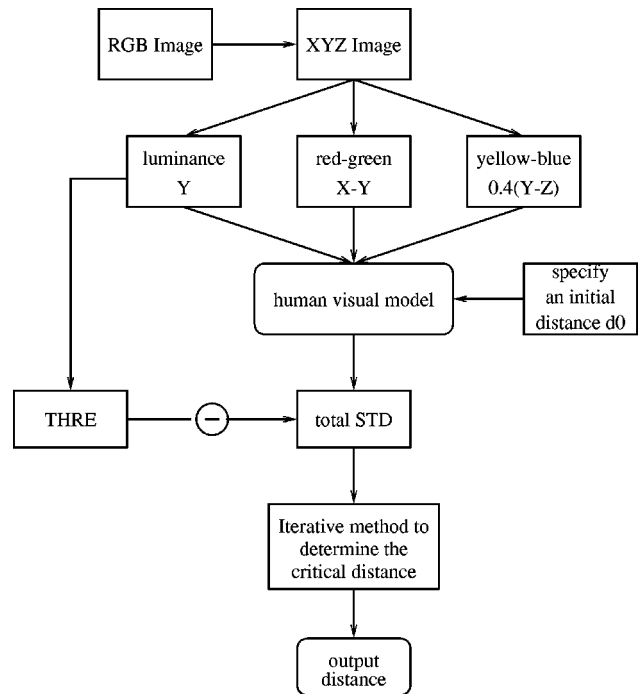 RGB Image
XYZ Image
luminance
Y
red-green
X-Y
yellow-blue
0.4(Y-Z)
human visual model
specify
an initial
distance d0
THRE
−
total STD
Iterative method to
determine the
critical distance
output
distance